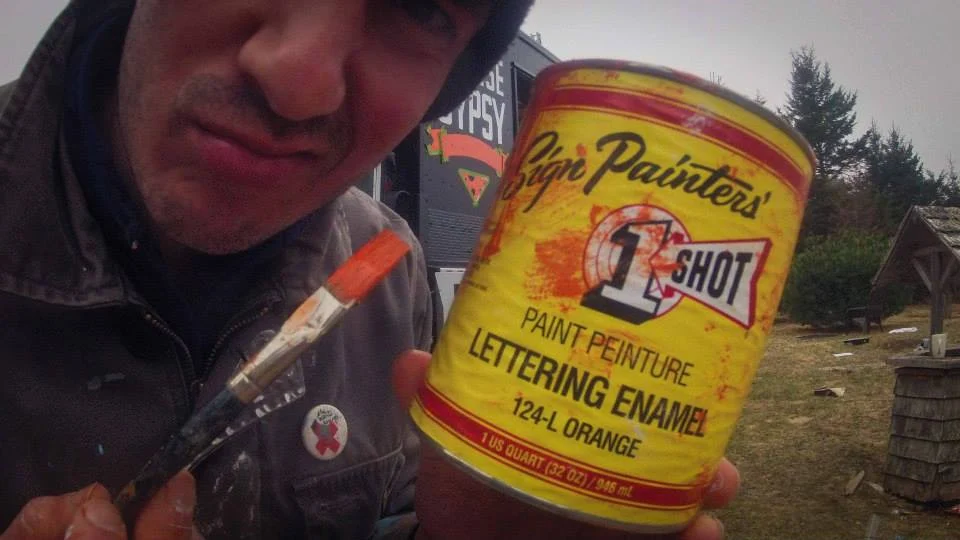 GYPSY
Sign Painters'
1 SHOT
PAINT PEINTURE
LETTERING ENAMEL
124-L ORANGE
1 US QUART (32 OZ) / 946 mL